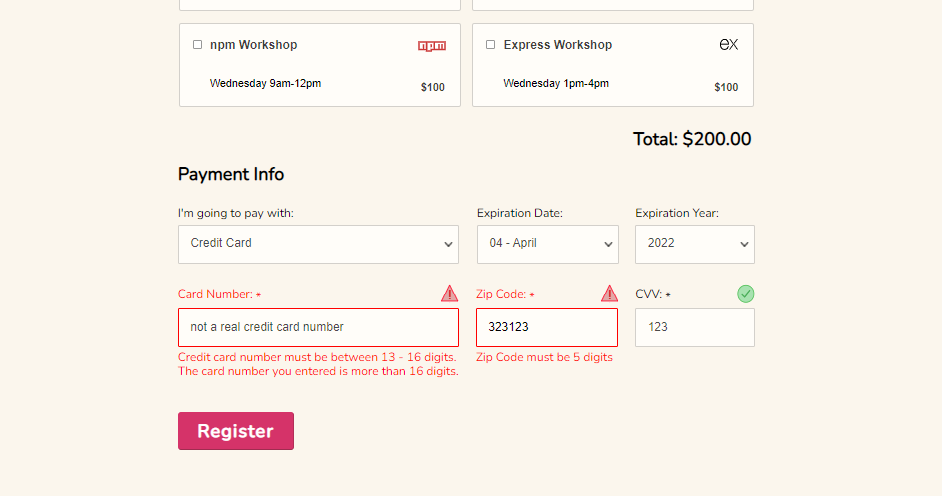 npm Workshop
npm
Wednesday 9am-12pm
$100
Express Workshop
ex
Wednesday 1pm-4pm
$100
Total: $200.00
Payment Info
I'm going to pay with:
Expiration Date:
Expiration Year:
Credit Card
04 - April
2022
Card Number: *
Zip Code: *
CVV: *
not a real credit card number
323123
123
Credit card number must be between 13 - 16 digits.
Zip Code must be 5 digits
The card number you entered is more than 16 digits.
Register